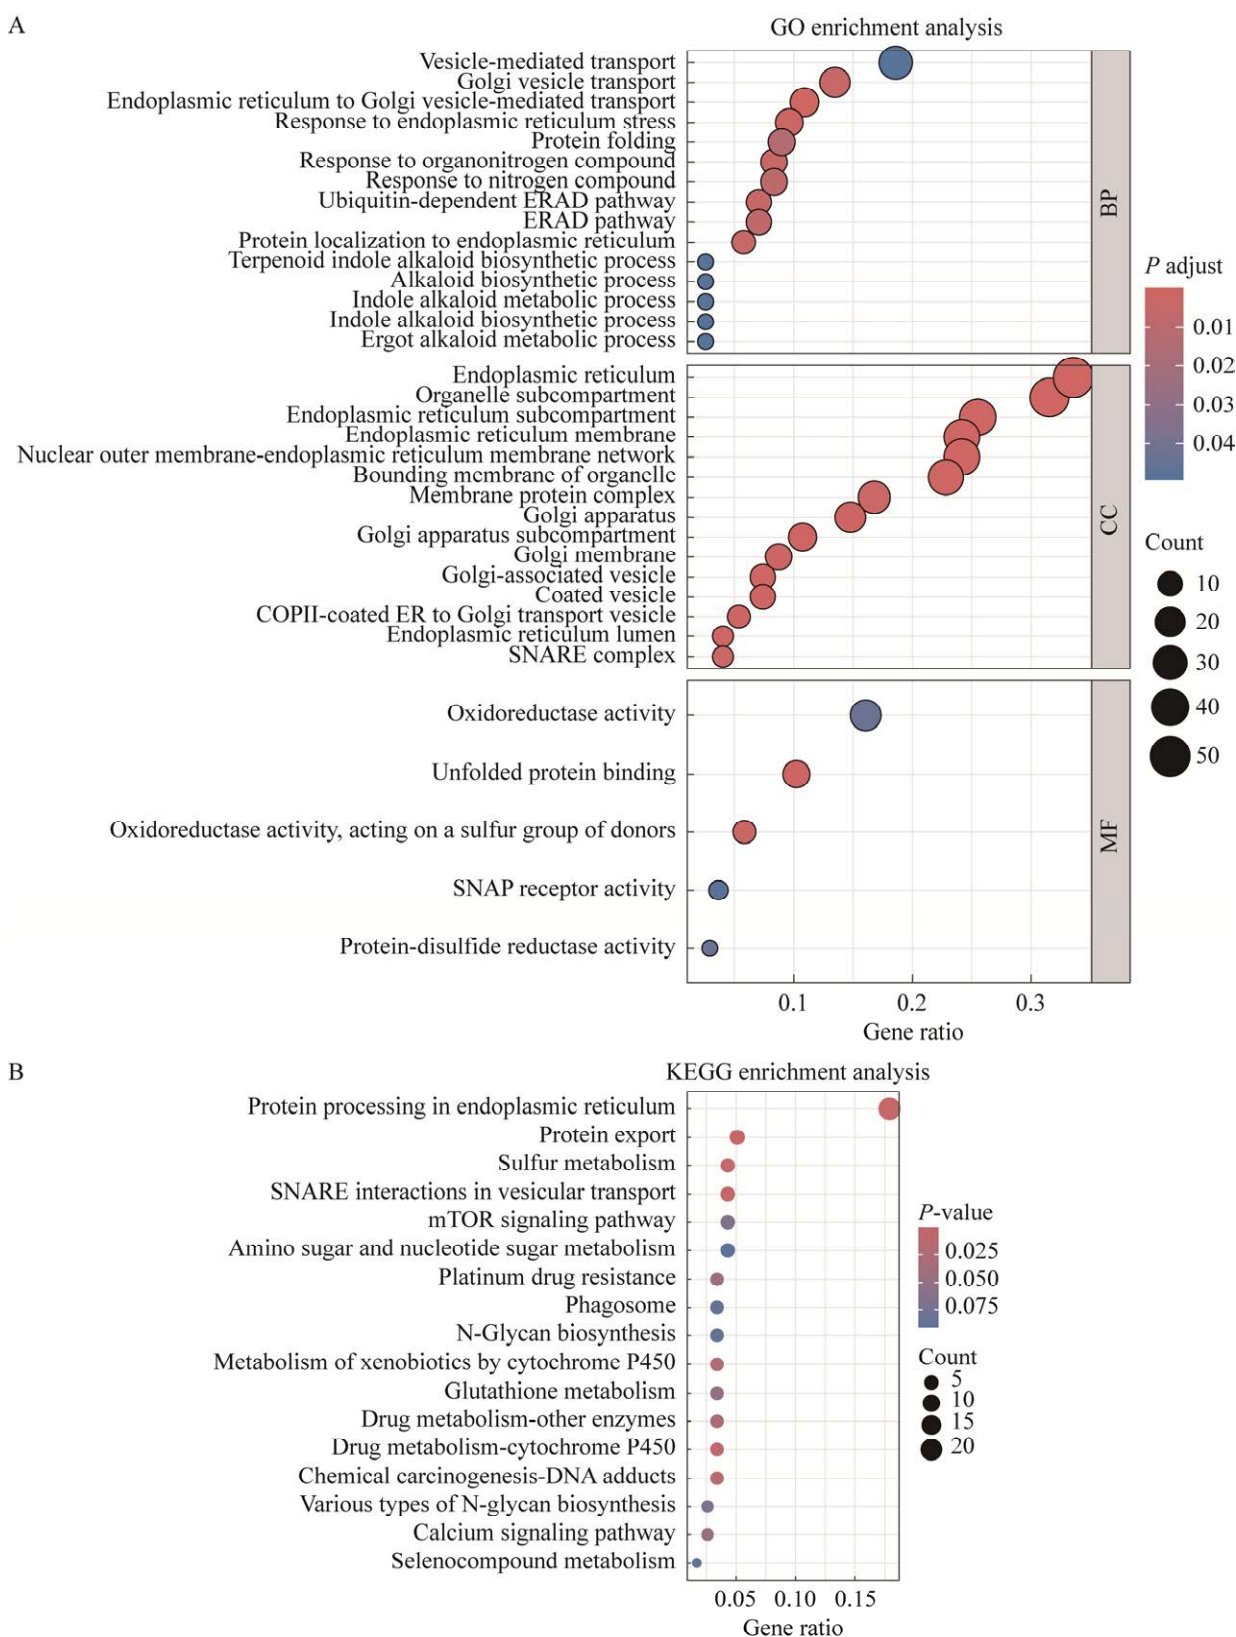 A
GO enrichment analysis
Vesicle-mediated transport
Golgi vesicle transport
Endoplasmic reticulum to Golgi vesicle-mediated transport
Response to endoplasmic reticulum stress
Protein folding
Response to organonitrogen compound
Response to nitrogen compound
Ubiquitin-dependent ERAD pathway
ERAD pathway
Protein localization to endoplasmic reticulum
Terpenoid indole alkaloid biosynthetic process
Alkaloid biosynthetic process
Indole alkaloid metabolic process
Indole alkaloid biosynthetic process
Ergot alkaloid metabolic process
BP
Endoplasmic reticulum
Organelle subcompartment
Endoplasmic reticulum subcompartment
Endoplasmic reticulum membrane
Nuclear outer membrane-endoplasmic reticulum membrane network
Bounding mcmbranc of organcllc
Membrane protein complex
Golgi apparatus
Golgi apparatus subcompartment
Golgi membrane
Golgi-associated vesicle
Coated vesicle
COPII-coated ER to Golgi transport vesicle
Endoplasmic reticulum lumen
SNARE complex
CC
Oxidoreductase activity
Unfolded protein binding
Oxidoreductase activity, acting on a sulfur group of donors
SNAP receptor activity
Protein-disulfide reductase activity
MF
0.1 0.2 0.3
Gene ratio
P adjust
0.01
0.02
0.03
0.04
Count
10
20
30
40
50
B
KEGG enrichment analysis
Protein processing in endoplasmic reticulum
Protein export
Sulfur metabolism
SNARE interactions in vesicular transport
mTOR signaling pathway
Amino sugar and nucleotide sugar metabolism
Platinum drug resistance
Phagosome
N-Glycan biosynthesis
Metabolism of xenobiotics by cytochrome P450
Glutathione metabolism
Drug metabolism-other enzymes
Drug metabolism-cytochrome P450
Chemical carcinogenesis-DNA adducts
Various types of N-glycan biosynthesis
Calcium signaling pathway
Selenocompound metabolism
0.05 0.10 0.15
Gene ratio
P-value
0.025
0.050
0.075
Count
5
10
15
20